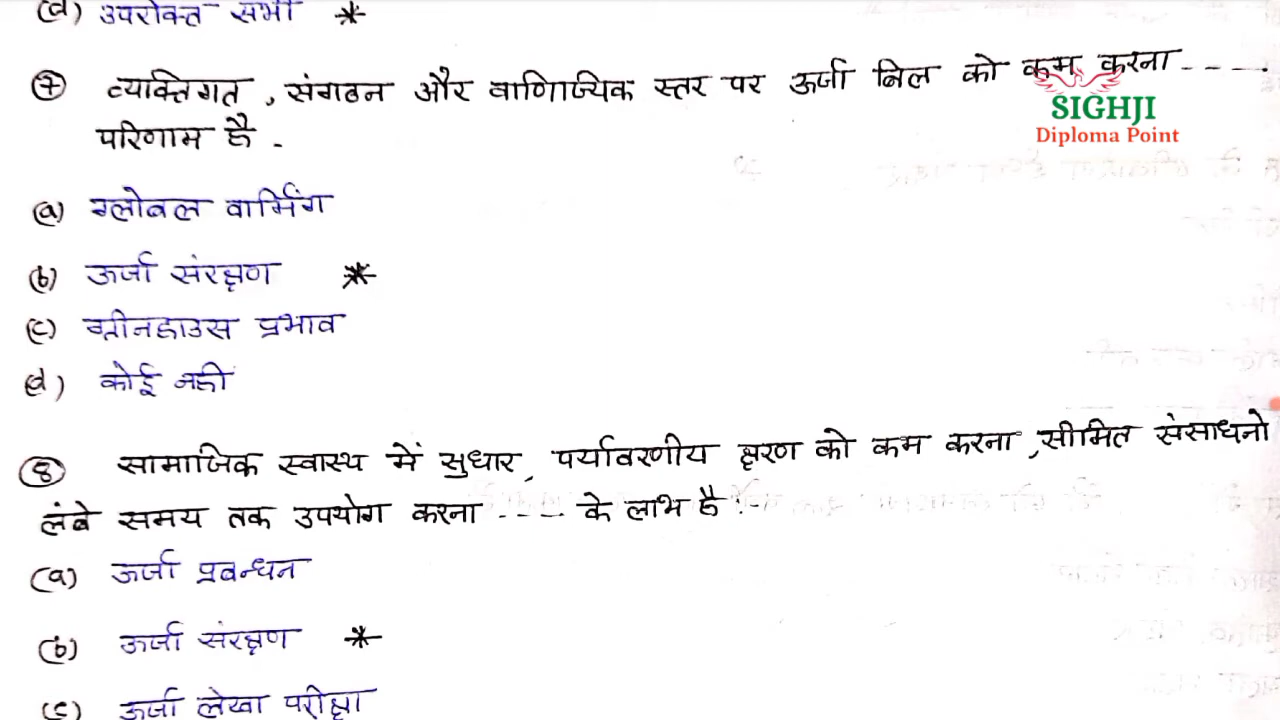 (d) उपरोक्त सभी *
⑦ व्यक्तिगत, संगठन और वाणिज्यिक स्तर पर ऊर्जा बिल को कम करना ----
परिणाम है -
SIGHJI
Diploma Point
(a) ग्लोबल वार्मिंग
(b) ऊर्जा संरक्षण *
(c) ग्रीनहाउस प्रभाव
(d) कोई नही
⑧ सामाजिक स्वास्थ में सुधार, पर्यावरणीय क्षरण को कम करना, सीमित संसाधनो
लंबे समय तक उपयोग करना ---- के लाभ है -
(a) ऊर्जा प्रबन्धन
(b) ऊर्जा संरक्षण *
(c) ऊर्जा लेखा परीक्षा